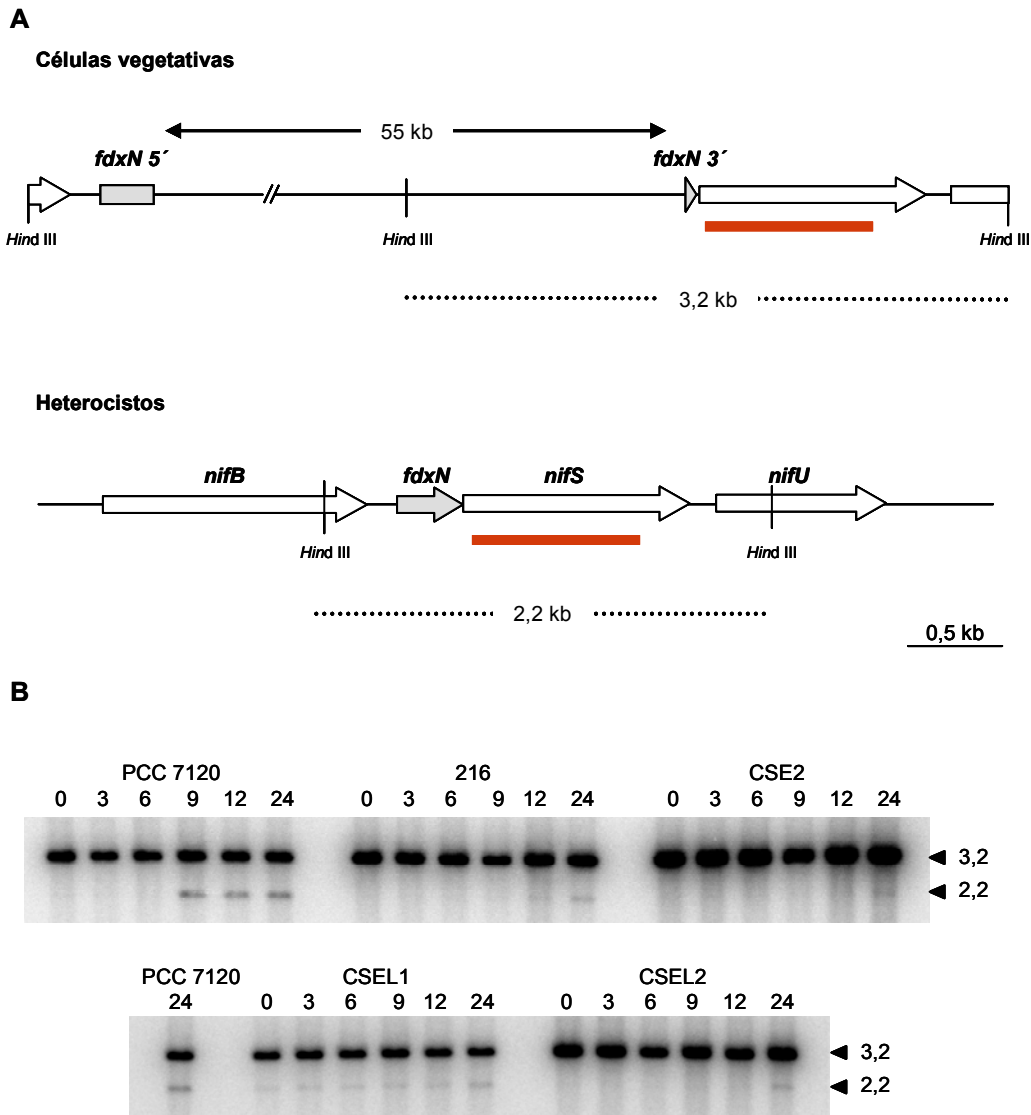 A
Células vegetativas
55 kb
fdxN 5´ fdxN 3´
//
Hind III Hind III Hind III
3,2 kb
Heterocistos
nifB fdxN nifS nifU
Hind III Hind III
2,2 kb
0,5 kb
B
PCC 7120 216 CSE2
0 3 6 9 12 24 0 3 6 9 12 24 0 3 6 9 12 24
3,2
2,2
PCC 7120 CSEL1 CSEL2
24 0 3 6 9 12 24 0 3 6 9 12 24
3,2
2,2